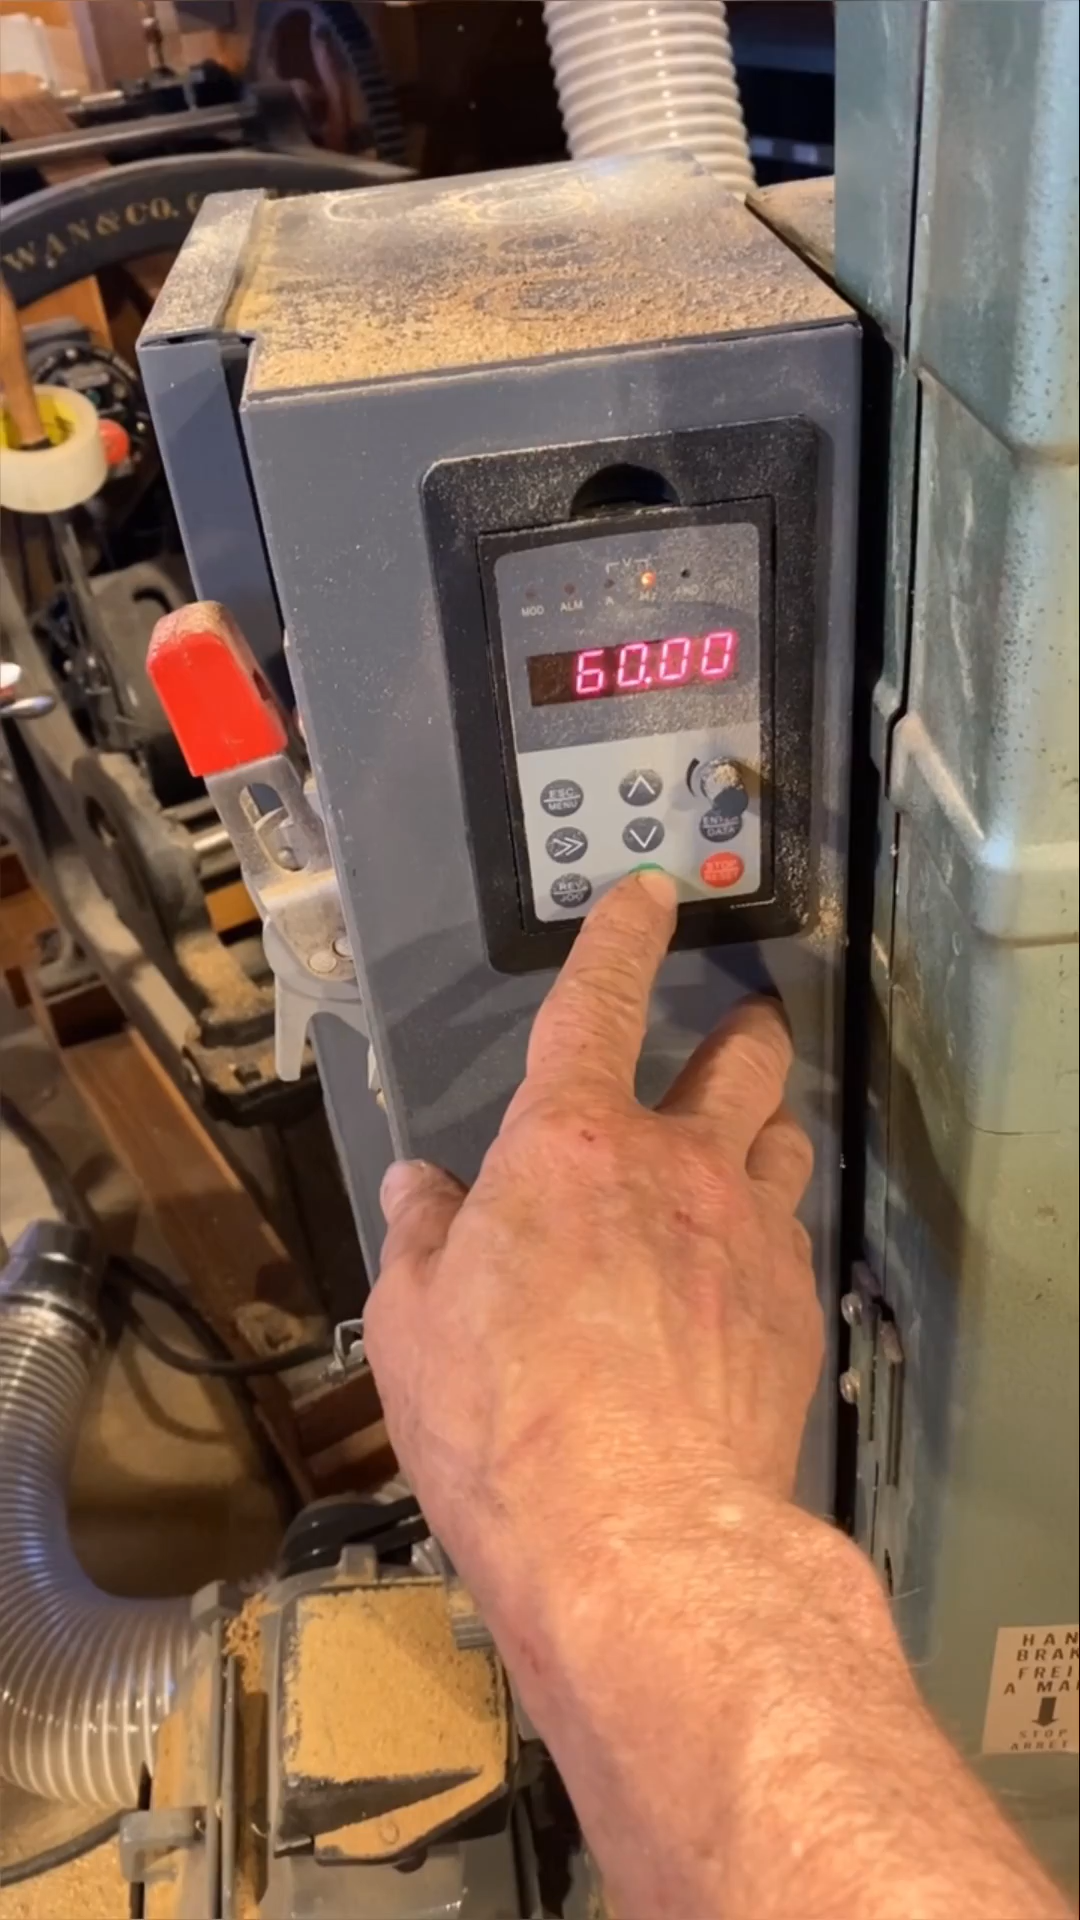 WAN & CO.
MOD ALM A Hz
60.00
ESC
MENU
ENTER
DATA
REV
JOG
STOP
RESET
HAN
BRAK
FREI
A MAI
STOP
ARRET